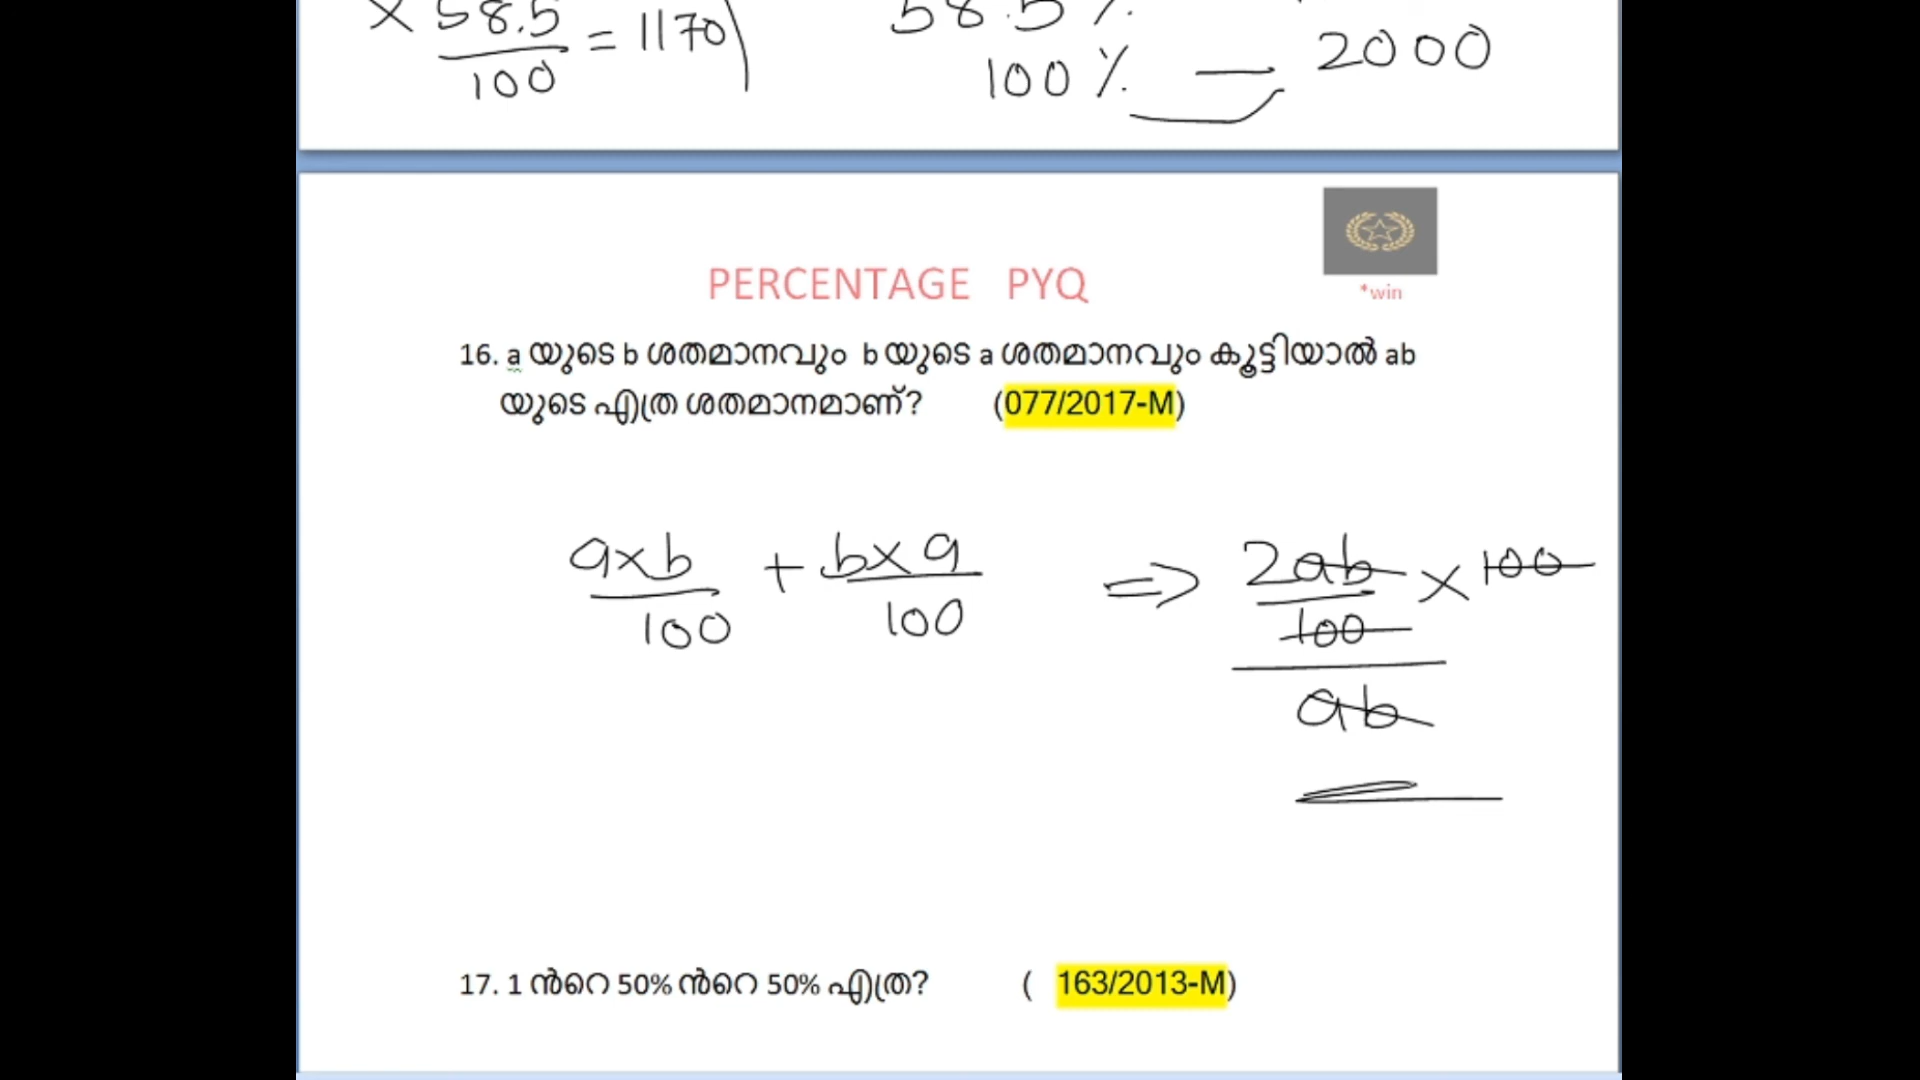 × 58.5 = 1170
100
58.5 %
100 % — 2000
*win
PERCENTAGE PYQ
16. a യുടെ b ശതമാനവും b യുടെ a ശതമാനവും കൂട്ടിയാൽ ab
യുടെ എത്ര ശതമാനമാണ്? (077/2017-M)
a×b + b×a => 2ab × 100
100 100 100
ab
17. 1 ൻറെ 50% ൻറെ 50% എത്ര? ( 163/2013-M)